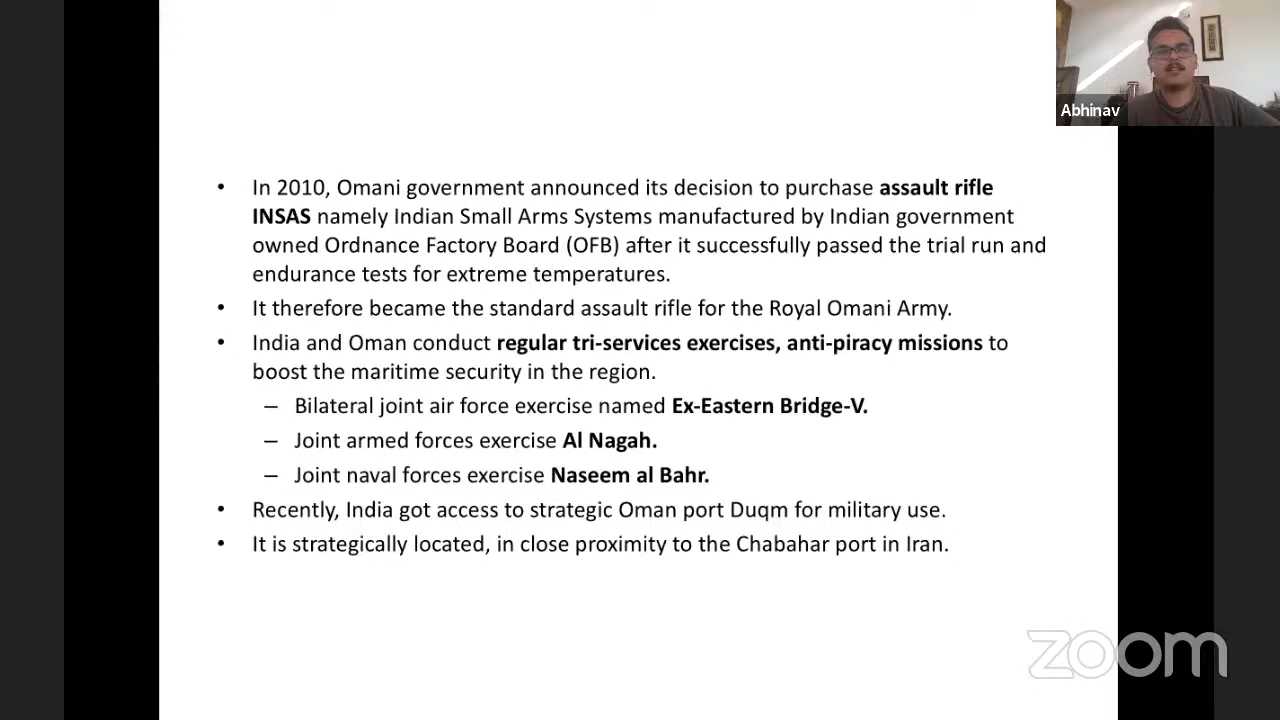 Abhinav
• In 2010, Omani government announced its decision to purchase assault rifle
INSAS namely Indian Small Arms Systems manufactured by Indian government
owned Ordnance Factory Board (OFB) after it successfully passed the trial run and
endurance tests for extreme temperatures.
• It therefore became the standard assault rifle for the Royal Omani Army.
• India and Oman conduct regular tri-services exercises, anti-piracy missions to
boost the maritime security in the region.
– Bilateral joint air force exercise named Ex-Eastern Bridge-V.
– Joint armed forces exercise Al Nagah.
– Joint naval forces exercise Naseem al Bahr.
• Recently, India got access to strategic Oman port Duqm for military use.
• It is strategically located, in close proximity to the Chabahar port in Iran.
zoom